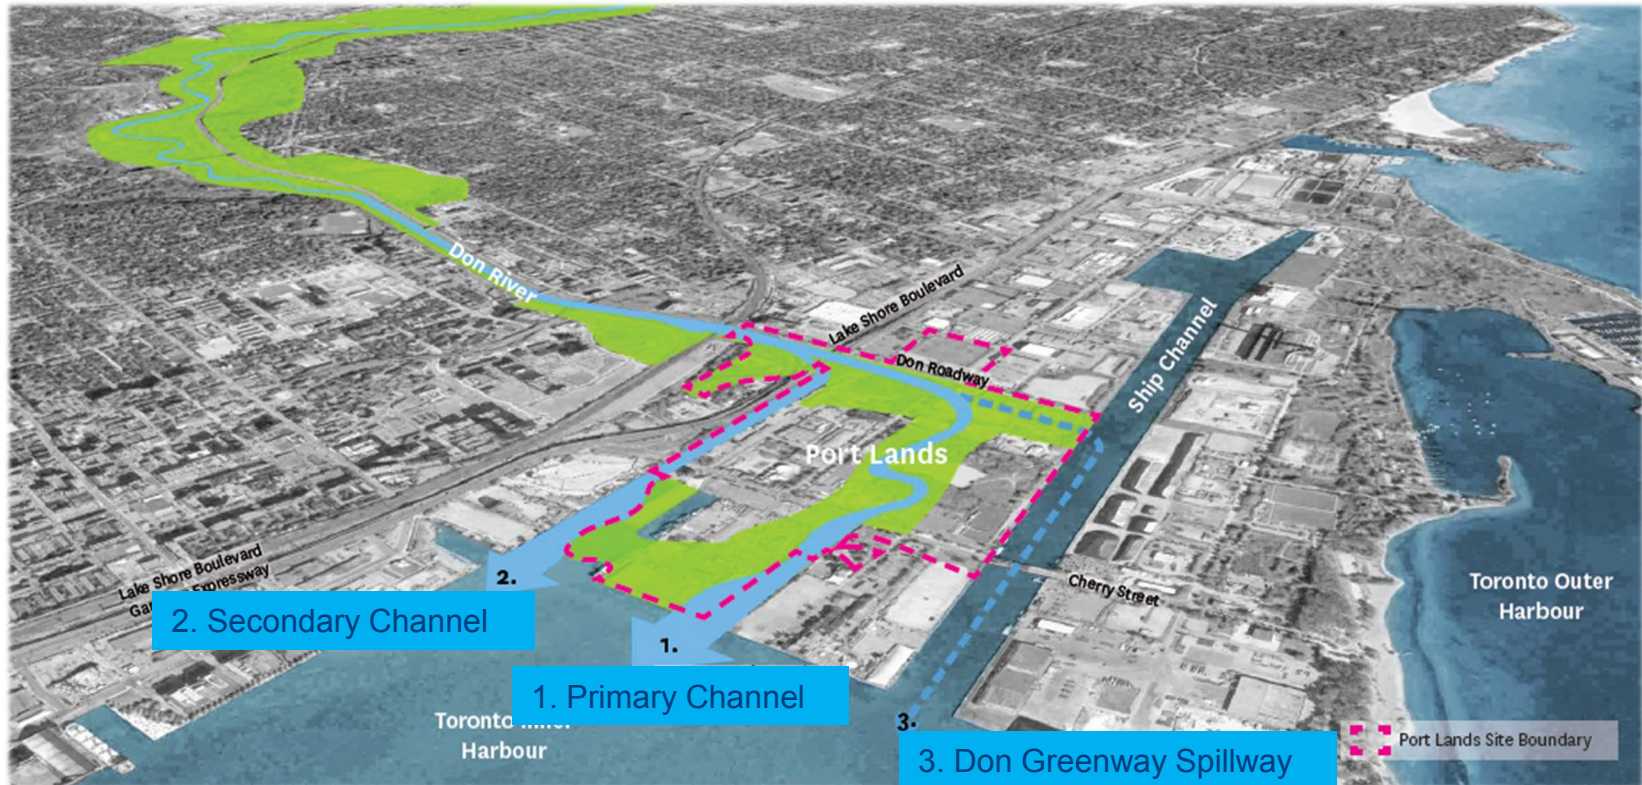 Don River
Lake Shore Boulevard
Don Roadway
Ship Channel
Port Lands
Lake Shore Boulevard
Expressway
2.
Cherry Street
Toronto Outer
Harbour
2. Secondary Channel
1.
1. Primary Channel
Toronto
Harbour
3.
3. Don Greenway Spillway
Port Lands Site Boundary